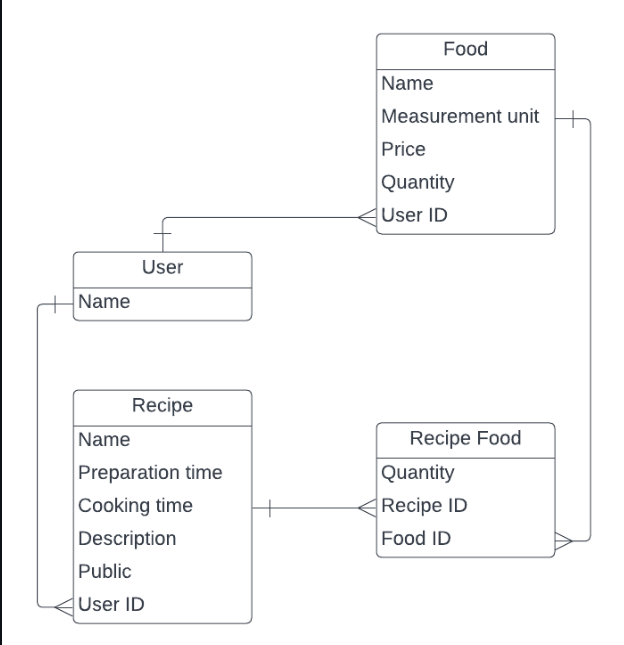 Food
Name
Measurement unit
Price
Quantity
User ID
User
Name
Recipe
Name
Preparation time
Cooking time
Description
Public
User ID
Recipe Food
Quantity
Recipe ID
Food ID